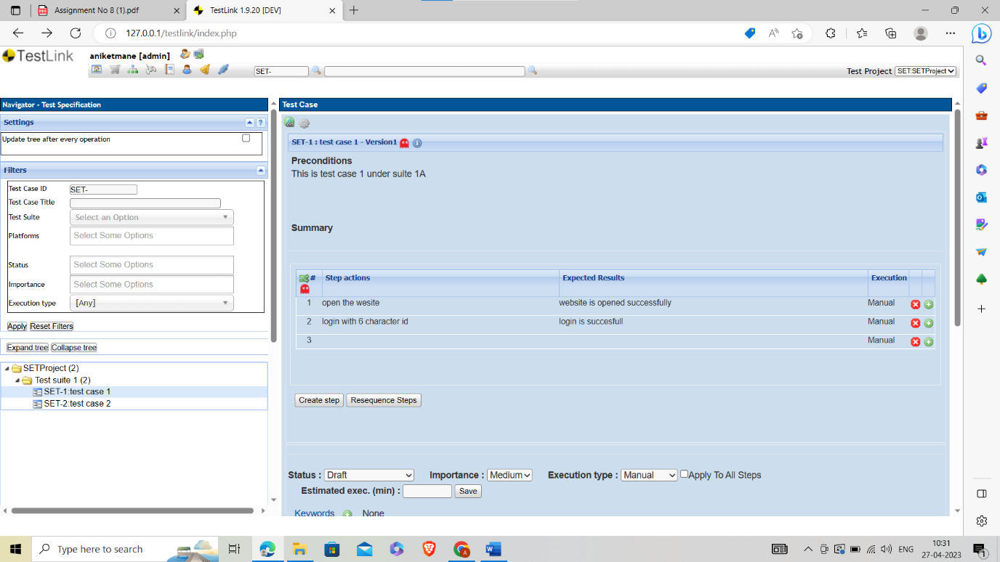 Assignment No 8 (1).pdf
TestLink 1.9.20 [DEV]
127.0.0.1/testlink/index.php
TestLink
aniketmane [admin]
SET-
Test Project SET:SETProject
Navigator - Test Specification
Settings
?
Update tree after every operation
Filters
Test Case ID SET-
Test Case Title
Test Suite Select an Option
Platforms Select Some Options
Status Select Some Options
Importance Select Some Options
Execution type [Any]
Apply Reset Filters
Expand tree Collapse tree
SETProject (2)
Test suite 1 (2)
SET-1:test case 1
SET-2:test case 2
Test Case
SET-1 : test case 1 - Version1
Preconditions
This is test case 1 under suite 1A
Summary
# Step actions Expected Results Execution
1 open the wesite website is opened successfully Manual
2 login with 6 character id login is succesfull Manual
3 Manual
Create step Resequence Steps
Status : Draft Importance : Medium Execution type : Manual Apply To All Steps
Estimated exec. (min) : Save
Keywords None
Type here to search
ENG
10:31
27-04-2023
1